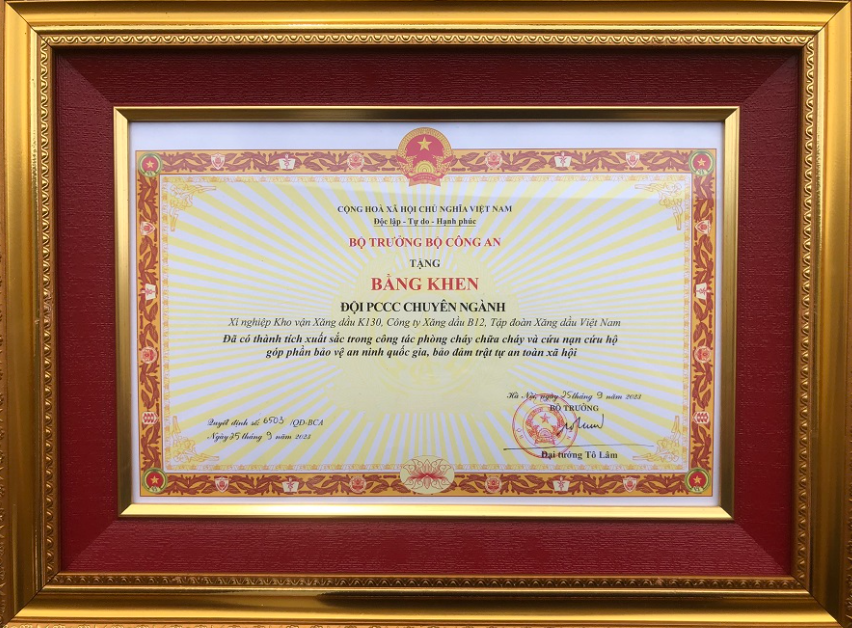 CỘNG HOÀ XÃ HỘI CHỦ NGHĨA VIỆT NAM
Độc lập - Tự do - Hạnh phúc
BỘ TRƯỞNG BỘ CÔNG AN
TẶNG
BẰNG KHEN
ĐỘI PCCC CHUYÊN NGÀNH
Xí nghiệp Kho vận Xăng dầu K130, Công ty Xăng dầu B12, Tập đoàn Xăng dầu Việt Nam
Đã có thành tích xuất sắc trong công tác phòng cháy chữa cháy và cứu nạn cứu hộ
góp phần bảo vệ an ninh quốc gia, bảo đảm trật tự an toàn xã hội
Hà Nội, ngày 25 tháng 9 năm 2023
BỘ TRƯỞNG
Quyết định số: 6503 /QĐ-BCA
Ngày 25 tháng 9 năm 2023
Đại tướng Tô Lâm